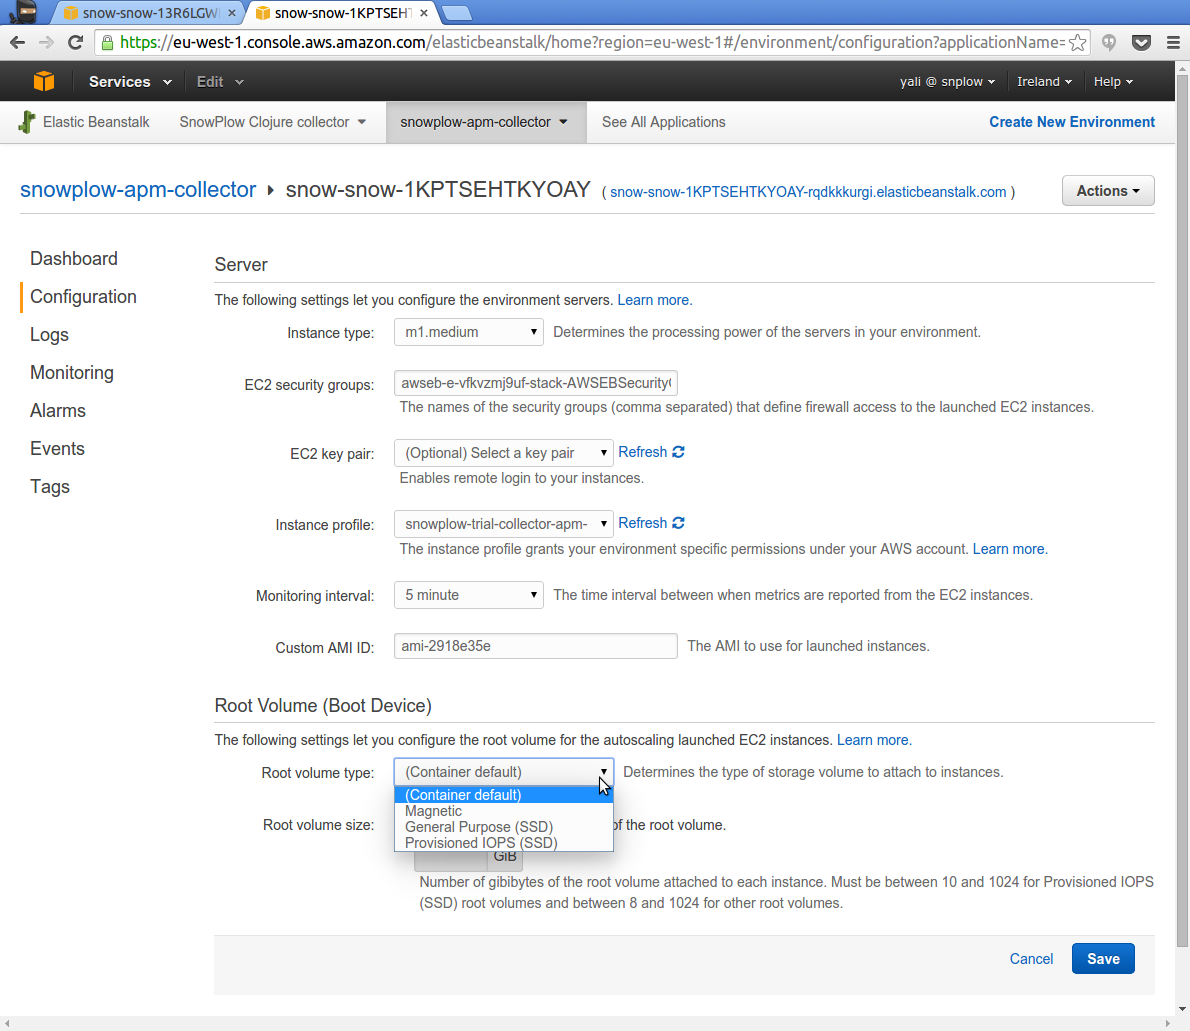 snow-snow-13R6LGW
snow-snow-1KPTSEHT
https://eu-west-1.console.aws.amazon.com/elasticbeanstalk/home?region=eu-west-1#/environment/configuration?applicationName=
Services Edit yali @ snplow Ireland Help
Elastic Beanstalk SnowPlow Clojure collector snowplow-apm-collector See All Applications Create New Environment
snowplow-apm-collector snow-snow-1KPTSEHTKYOAY ( snow-snow-1KPTSEHTKYOAY-rqdkkkurgi.elasticbeanstalk.com ) Actions
Dashboard
Configuration
Logs
Monitoring
Alarms
Events
Tags
Server
The following settings let you configure the environment servers. Learn more.
Instance type: m1.medium Determines the processing power of the servers in your environment.
EC2 security groups: awseb-e-vfkvzmj9uf-stack-AWSEBSecurity
The names of the security groups (comma separated) that define firewall access to the launched EC2 instances.
EC2 key pair: (Optional) Select a key pair Refresh
Enables remote login to your instances.
Instance profile: snowplow-trial-collector-apm- Refresh
The instance profile grants your environment specific permissions under your AWS account. Learn more.
Monitoring interval: 5 minute The time interval between when metrics are reported from the EC2 instances.
Custom AMI ID: ami-2918e35e The AMI to use for launched instances.
Root Volume (Boot Device)
The following settings let you configure the root volume for the autoscaling launched EC2 instances. Learn more.
Root volume type: (Container default) Determines the type of storage volume to attach to instances.
(Container default)
Magnetic
General Purpose (SSD)
Provisioned IOPS (SSD)
Root volume size: of the root volume.
GiB
Number of gibibytes of the root volume attached to each instance. Must be between 10 and 1024 for Provisioned IOPS
(SSD) root volumes and between 8 and 1024 for other root volumes.
Cancel Save